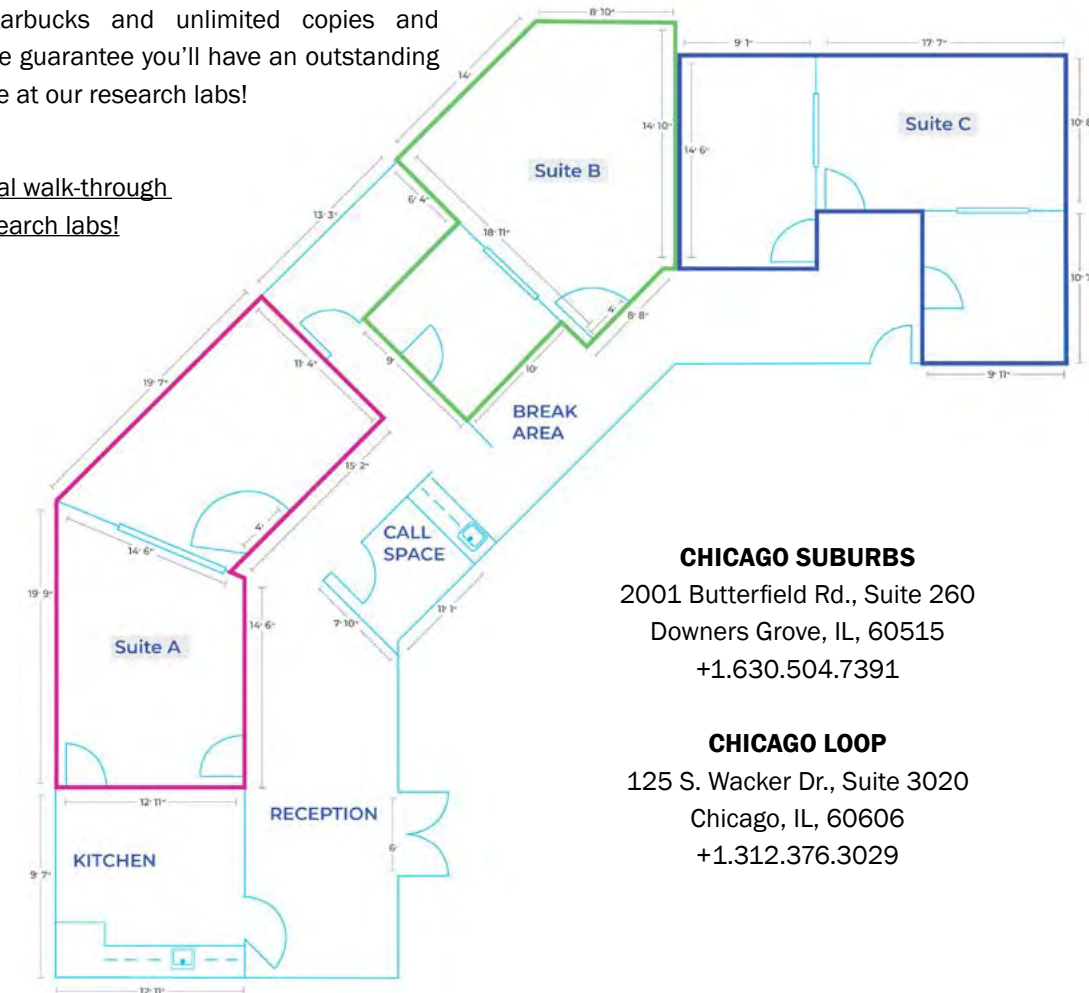 arbucks and unlimited copies and
e guarantee you'll have an outstanding
e at our research labs!
al walk-through
search labs!
8' 10"
9' 1"
17' 7"
14'
14' 10"
14' 6"
Suite C
Suite B
6' 4"
13' 3"
18' 11"
4'
8' 8"
11' 4"
9'
10'
9' 11"
19' 7"
BREAK
AREA
15' 2"
4'
14' 6"
CALL
SPACE
19' 9"
14' 6"
7' 10"
11' 1"
Suite A
12' 11"
RECEPTION
KITCHEN
6'
9' 7"
12' 11"
CHICAGO SUBURBS
2001 Butterfield Rd., Suite 260
Downers Grove, IL, 60515
+1.630.504.7391
CHICAGO LOOP
125 S. Wacker Dr., Suite 3020
Chicago, IL, 60606
+1.312.376.3029